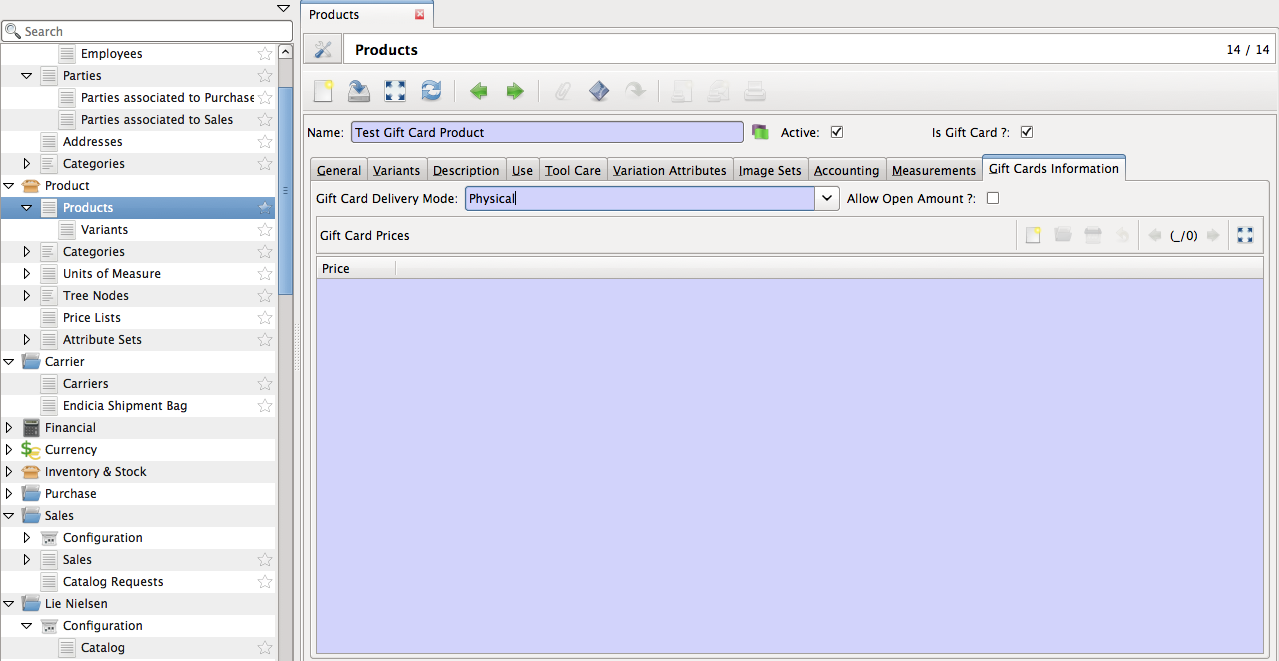 Search
Employees
Parties
Parties associated to Purchase
Parties associated to Sales
Addresses
Categories
Product
Products
Variants
Categories
Units of Measure
Tree Nodes
Price Lists
Attribute Sets
Carrier
Carriers
Endicia Shipment Bag
Financial
Currency
Inventory & Stock
Purchase
Sales
Configuration
Sales
Catalog Requests
Lie Nielsen
Configuration
Catalog
Products
Products 14 / 14
Name: Test Gift Card Product Active: Is Gift Card ?:
General Variants Description Use Tool Care Variation Attributes Image Sets Accounting Measurements Gift Cards Information
Gift Card Delivery Mode: Physical Allow Open Amount ?:
Gift Card Prices (_/0)
Price